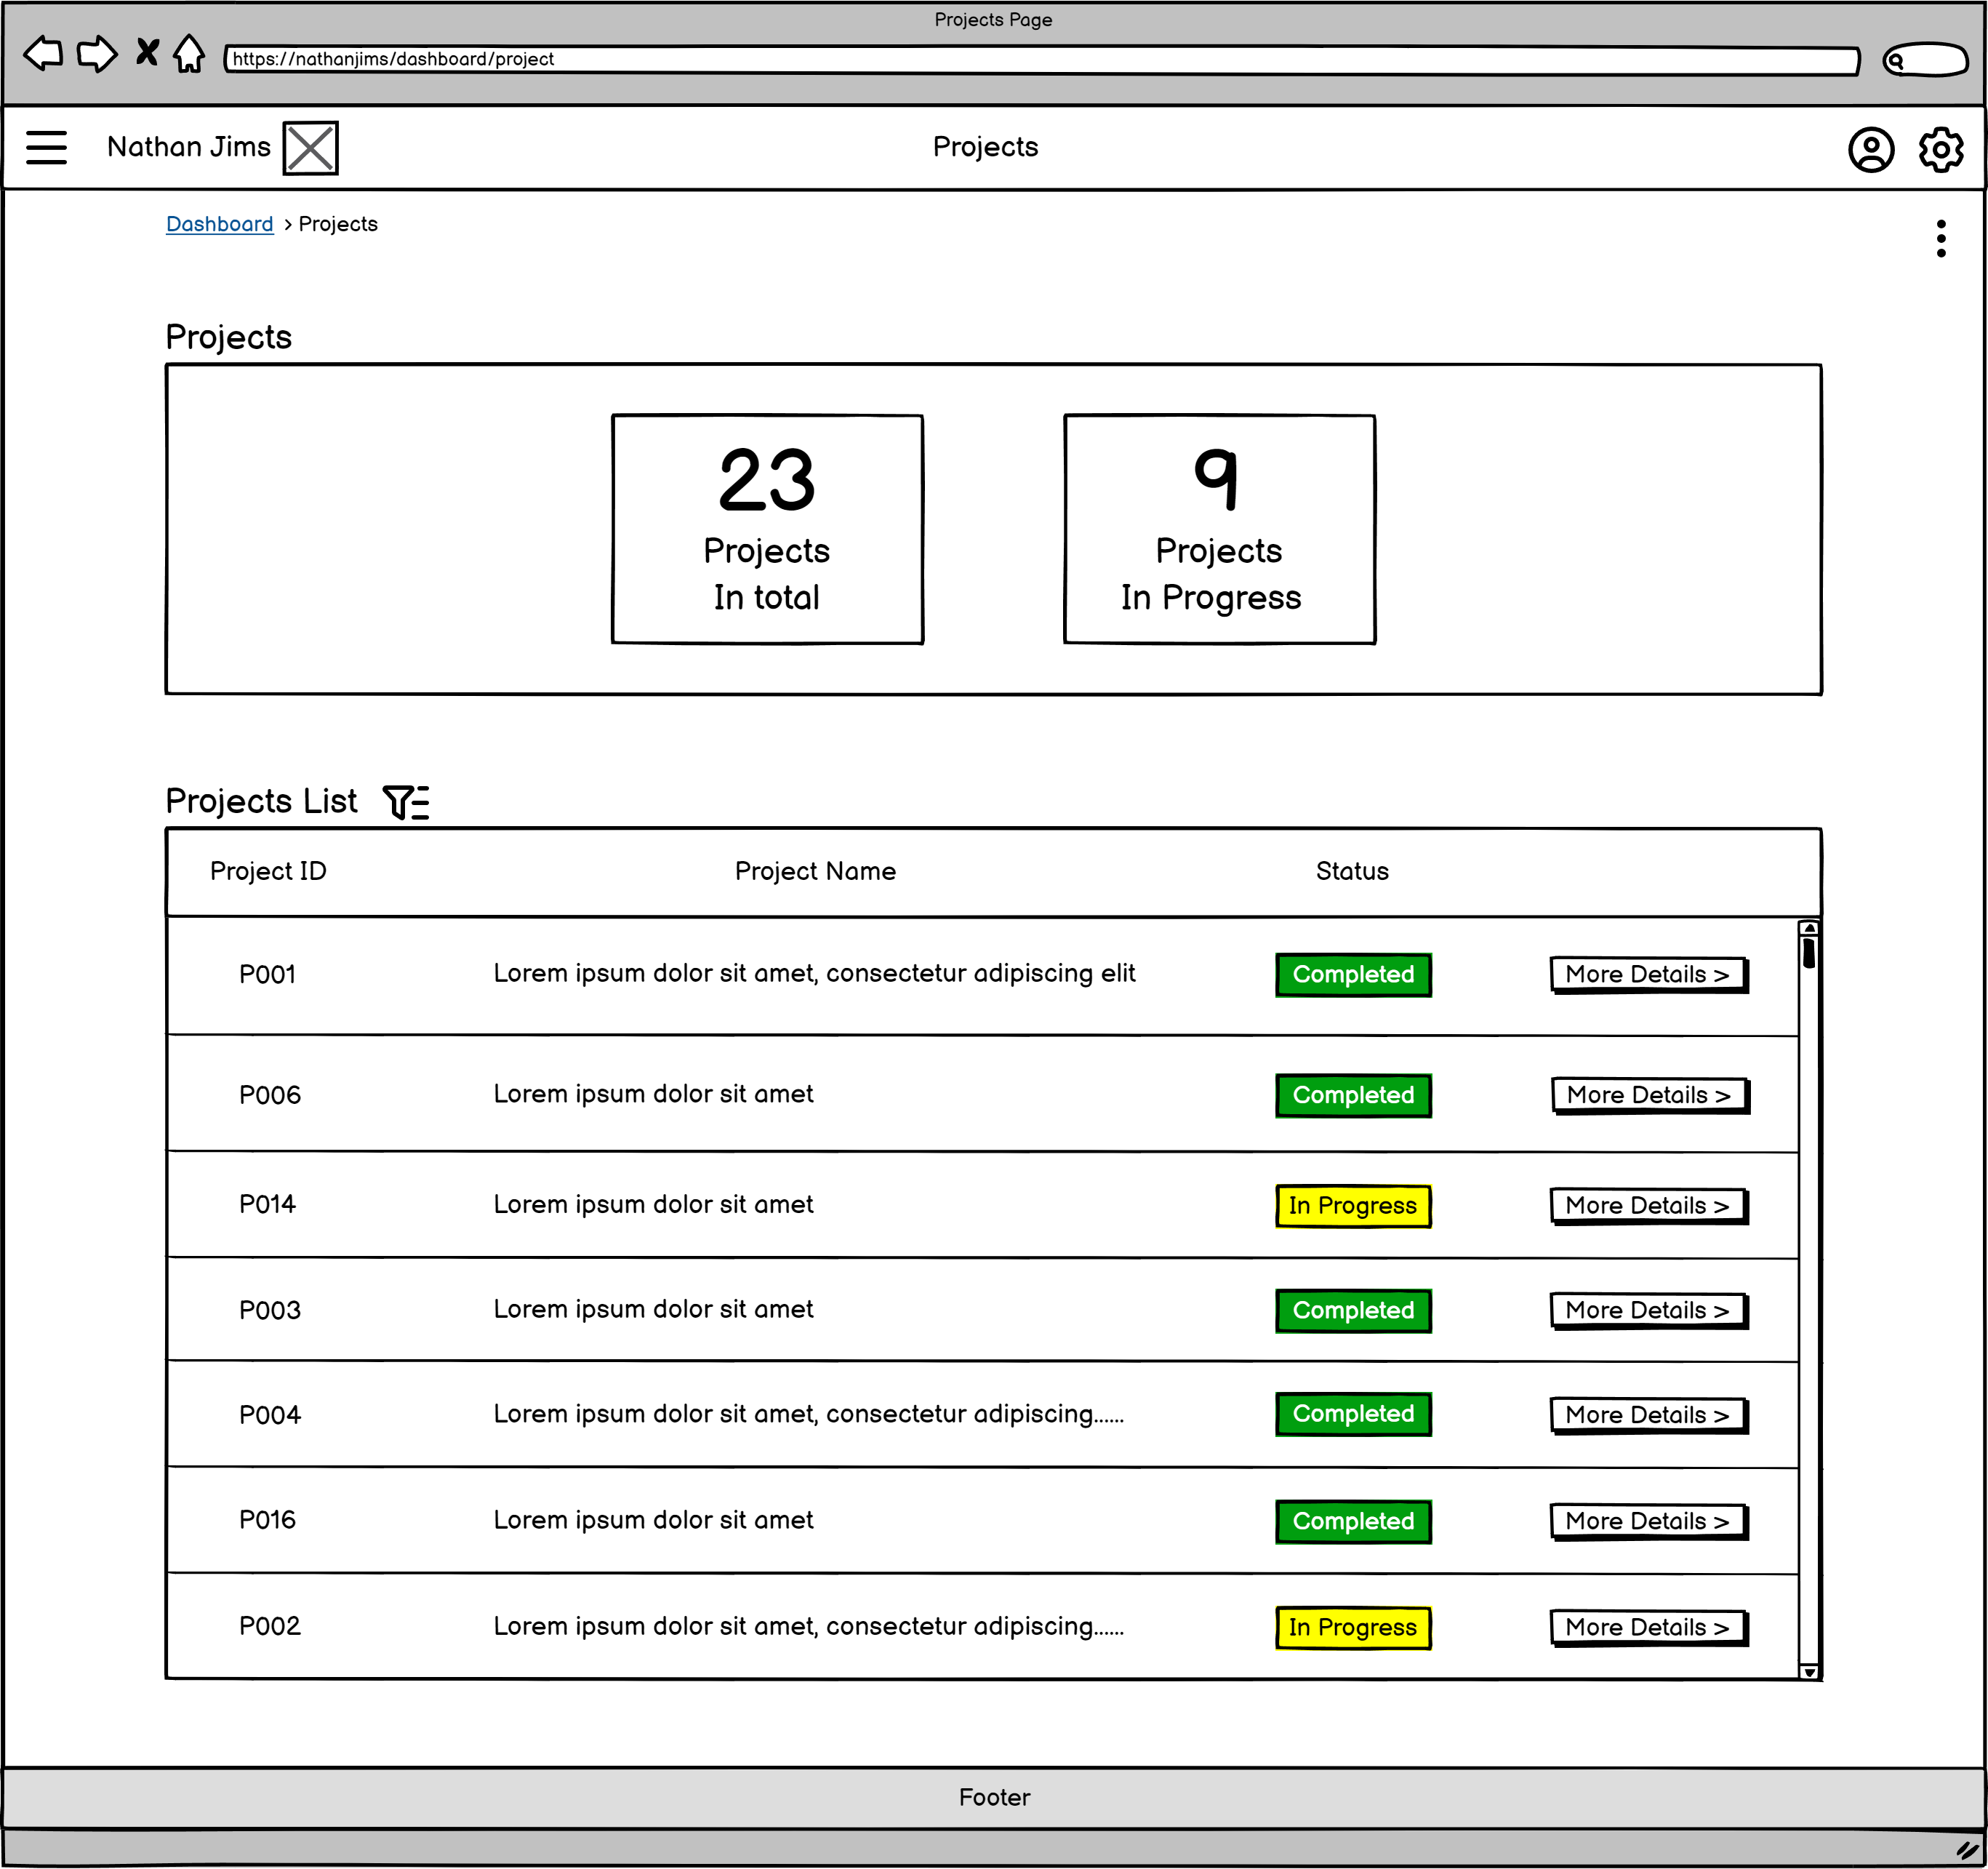 Projects Page
https://nathanjims/dashboard/project
Nathan Jims
Projects
Dashboard > Projects
Projects
23
Projects
In total
9
Projects
In Progress
Projects List
Project ID Project Name Status
P001 Lorem ipsum dolor sit amet, consectetur adipiscing elit Completed More Details >
P006 Lorem ipsum dolor sit amet Completed More Details >
P014 Lorem ipsum dolor sit amet In Progress More Details >
P003 Lorem ipsum dolor sit amet Completed More Details >
P004 Lorem ipsum dolor sit amet, consectetur adipiscing...... Completed More Details >
P016 Lorem ipsum dolor sit amet Completed More Details >
P002 Lorem ipsum dolor sit amet, consectetur adipiscing...... In Progress More Details >
Footer